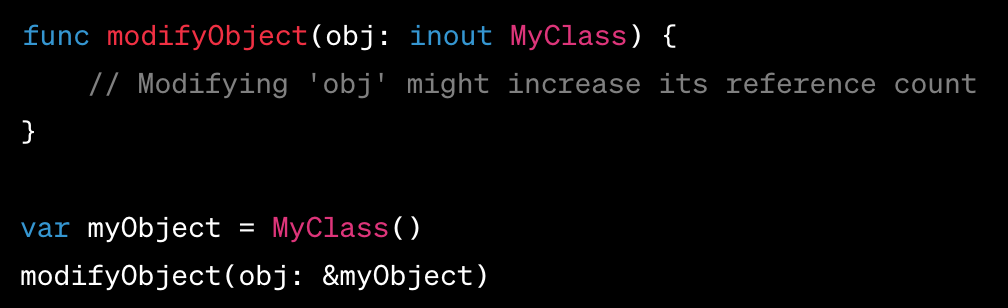 func modifyObject(obj: inout MyClass) {
    // Modifying 'obj' might increase its reference count
}
var myObject = MyClass()
modifyObject(obj: &myObject)